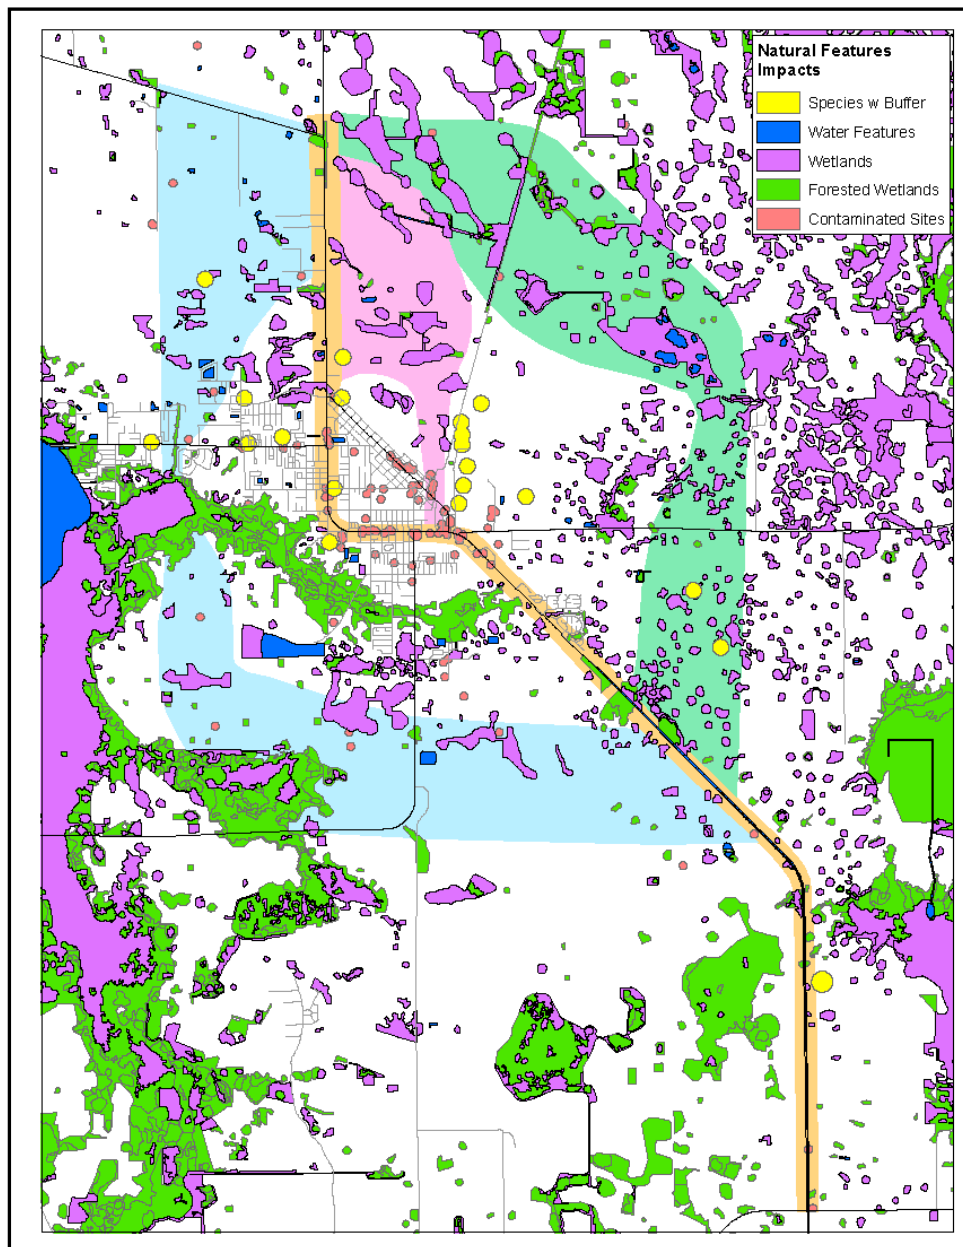 Natural Features
Impacts
Species w Buffer
Water Features
Wetlands
Forested Wetlands
Contaminated Sites